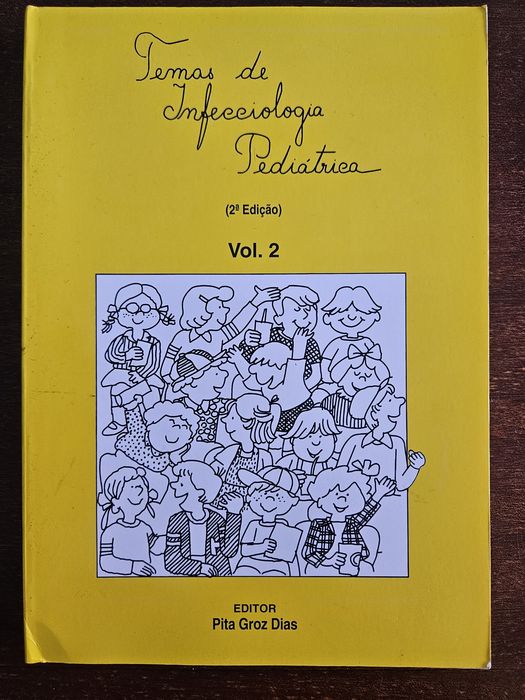 Temas de
Infecciologia
Pediátrica
(2ª Edição)
Vol. 2
EDITOR
Pita Groz Dias